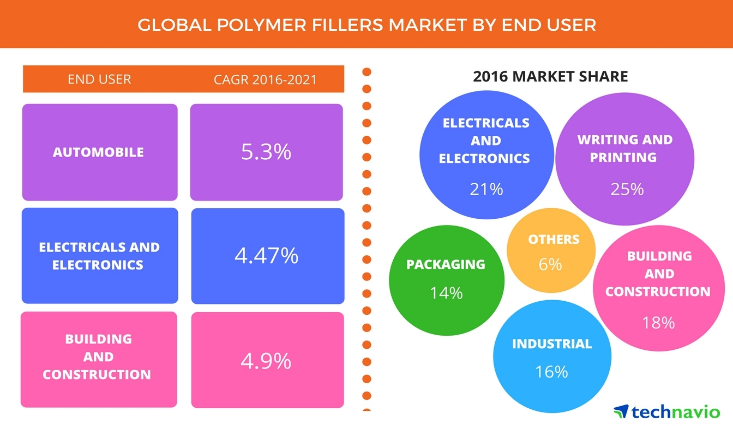 GLOBAL POLYMER FILLERS MARKET BY END USER
END USER
CAGR 2016-2021
AUTOMOBILE
5.3%
ELECTRICALS AND
ELECTRONICS
4.47%
BUILDING
AND
CONSTRUCTION
4.9%
2016 MARKET SHARE
ELECTRICALS
AND
ELECTRONICS
21%
WRITING AND
PRINTING
25%
PACKAGING
14%
OTHERS
6%
BUILDING
AND
CONSTRUCTION
18%
INDUSTRIAL
16%
technavio